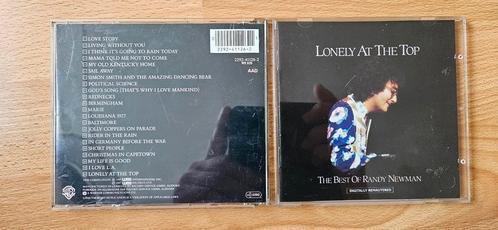 LOVE STORY
LIVING WITHOUT YOU
I THINK IT'S GOING TO RAIN TODAY
MAMA TOLD ME NOT TO COME
MY OLD KENTUCKY HOME
SAIL AWAY
SIMON SMITH AND THE AMAZING DANCING BEAR
POLITICAL SCIENCE
GOD'S SONG (THAT'S WHY I LOVE MANKIND)
REDNECKS
BIRMINGHAM
MARIE
LOUISIANA 1927
BALTIMORE
JOLLY COPPERS ON PARADE
RIDER IN THE RAIN
IN GERMANY BEFORE THE WAR
SHORT PEOPLE
CHRISTMAS IN CAPETOWN
MY LIFE IS GOOD
I LOVE L.A.
LONELY AT THE TOP
2292-41126-2
AAD
LONELY AT THE TOP
THE BEST OF RANDY NEWMAN
DIGITALLY REMASTERED